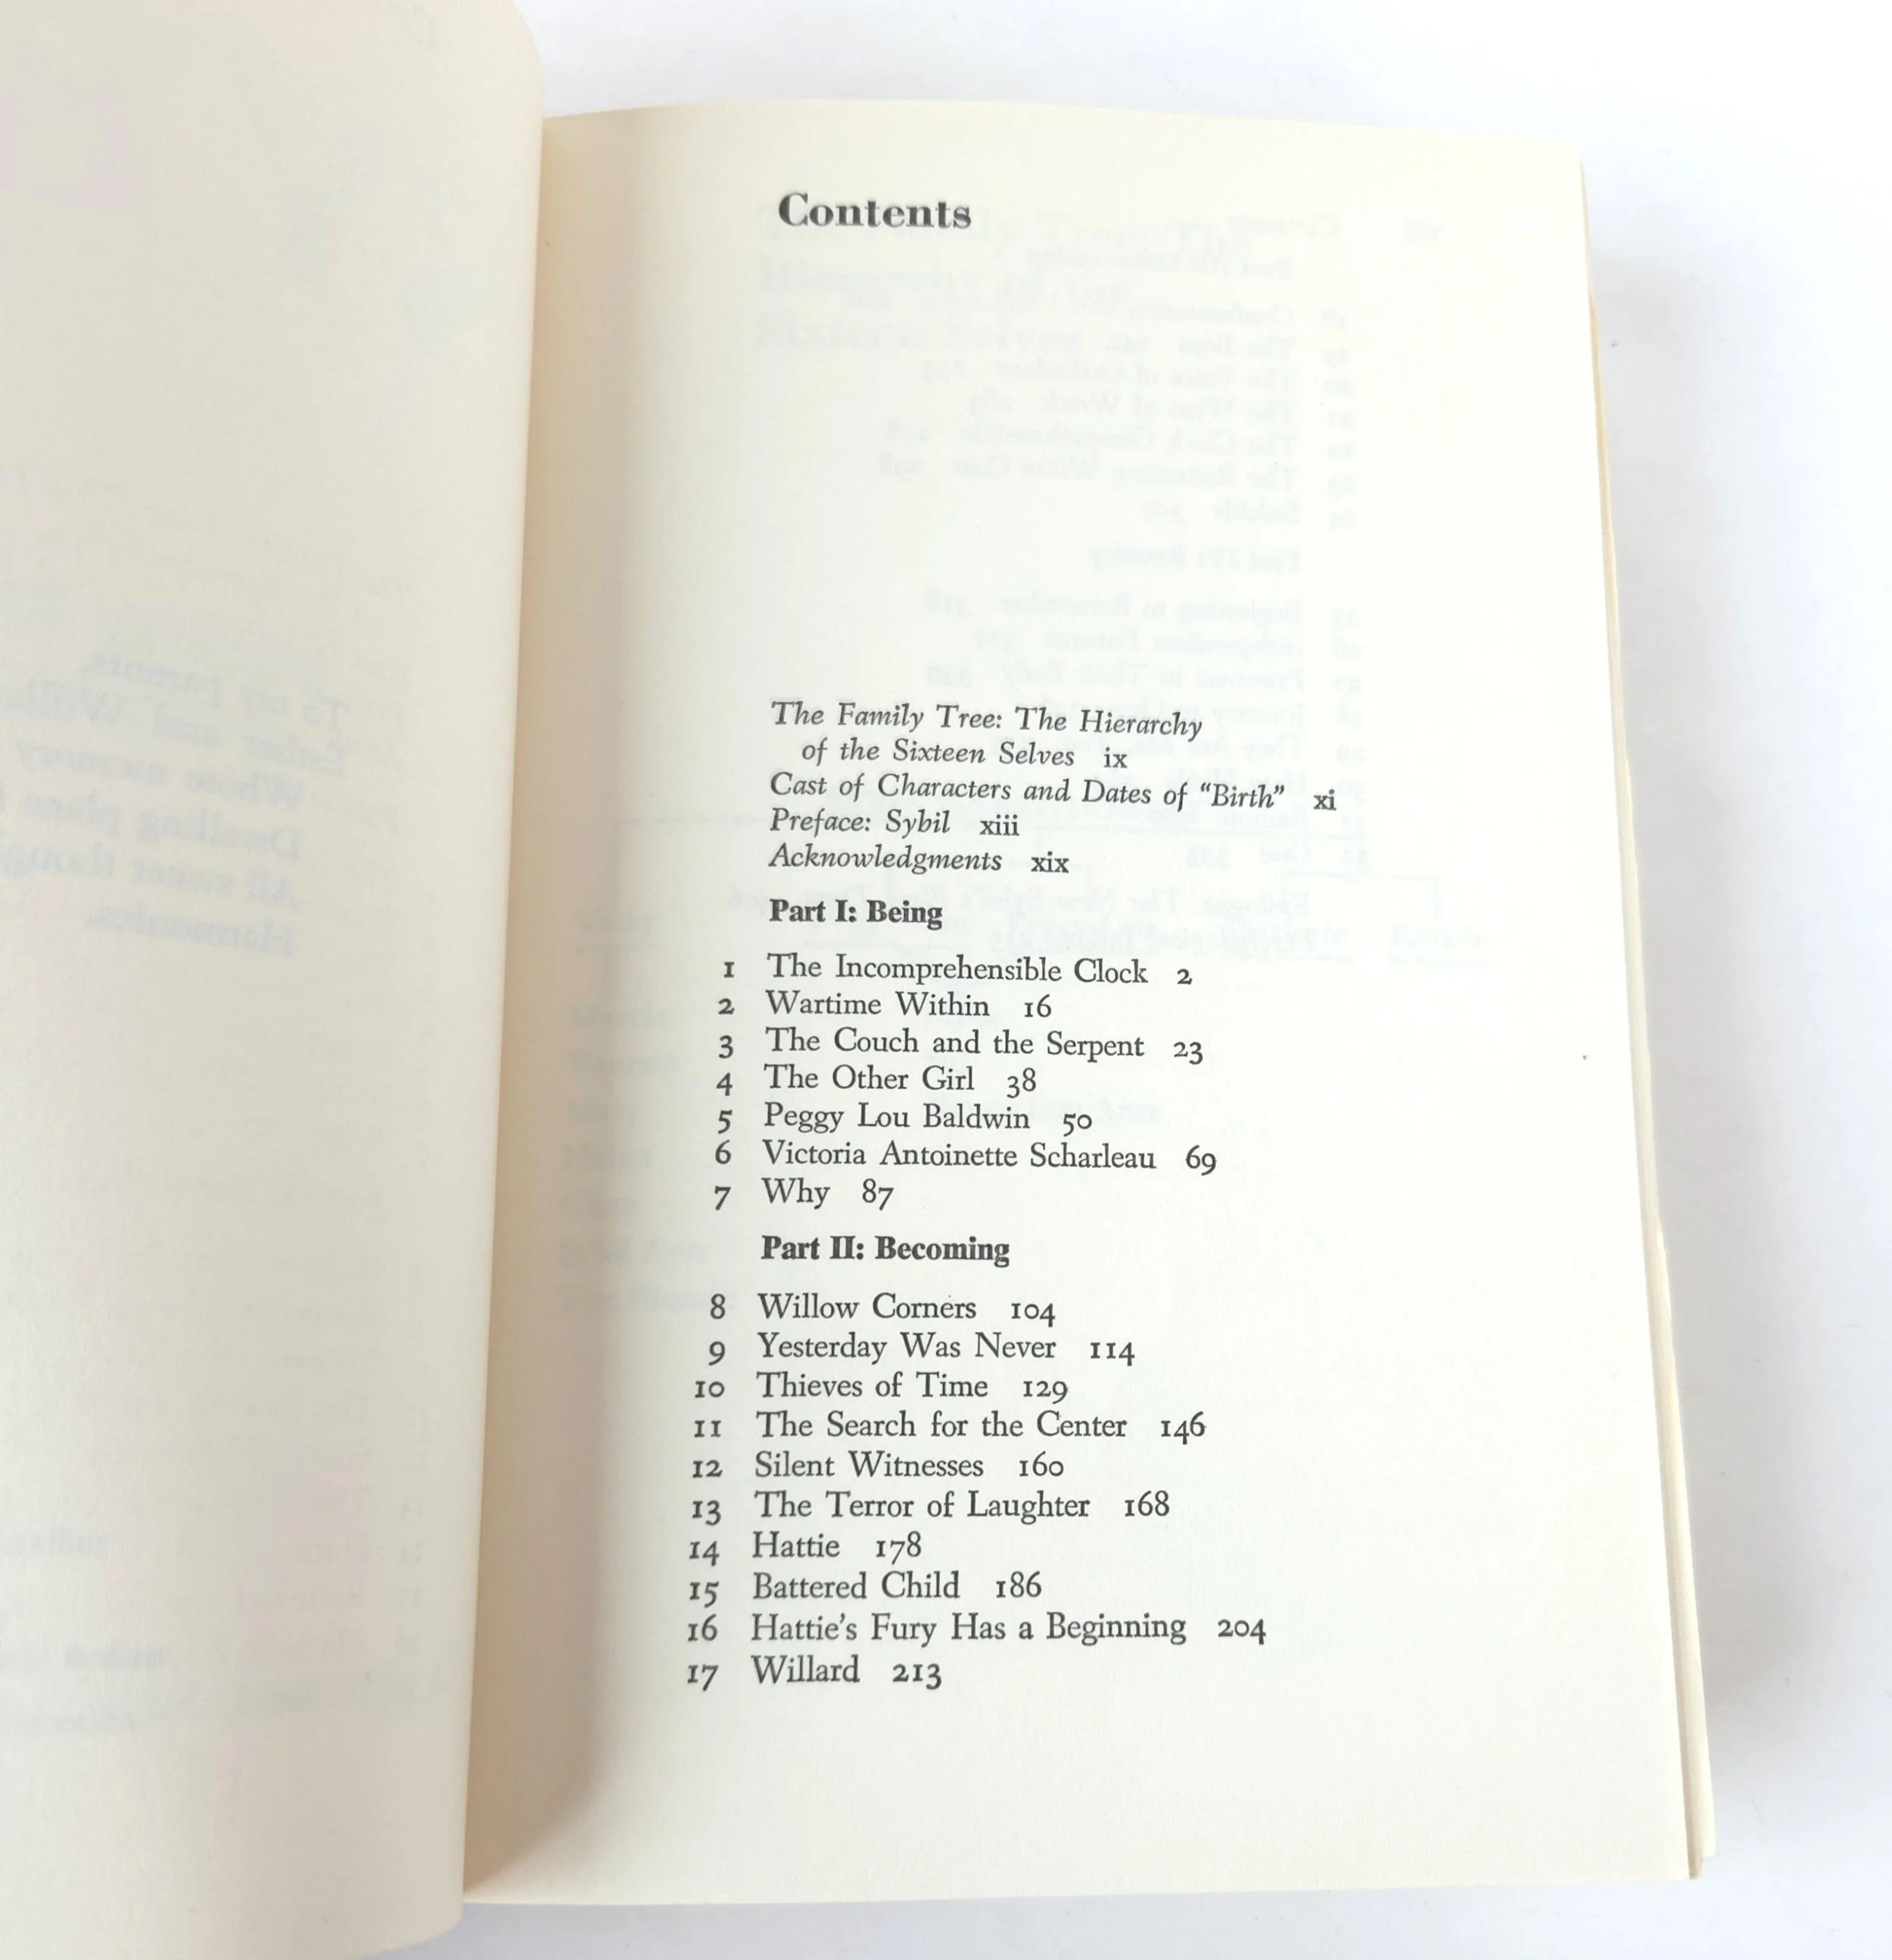 Contents
The Family Tree: The Hierarchy
of the Sixteen Selves ix
Cast of Characters and Dates of “Birth” xi
Preface: Sybil xiii
Acknowledgments xix
Part I: Being
1 The Incomprehensible Clock 2
2 Wartime Within 16
3 The Couch and the Serpent 23
4 The Other Girl 38
5 Peggy Lou Baldwin 50
6 Victoria Antoinette Scharleau 69
7 Why 87
Part II: Becoming
8 Willow Corners 104
9 Yesterday Was Never 114
10 Thieves of Time 129
11 The Search for the Center 146
12 Silent Witnesses 160
13 The Terror of Laughter 168
14 Hattie 178
15 Battered Child 186
16 Hattie’s Fury Has a Beginning 204
17 Willard 213